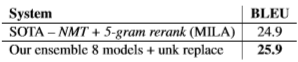 System BLEU
SOTA – NMT + 5-gram rerank (MILA) 24.9
Our ensemble 8 models + unk replace 25.9